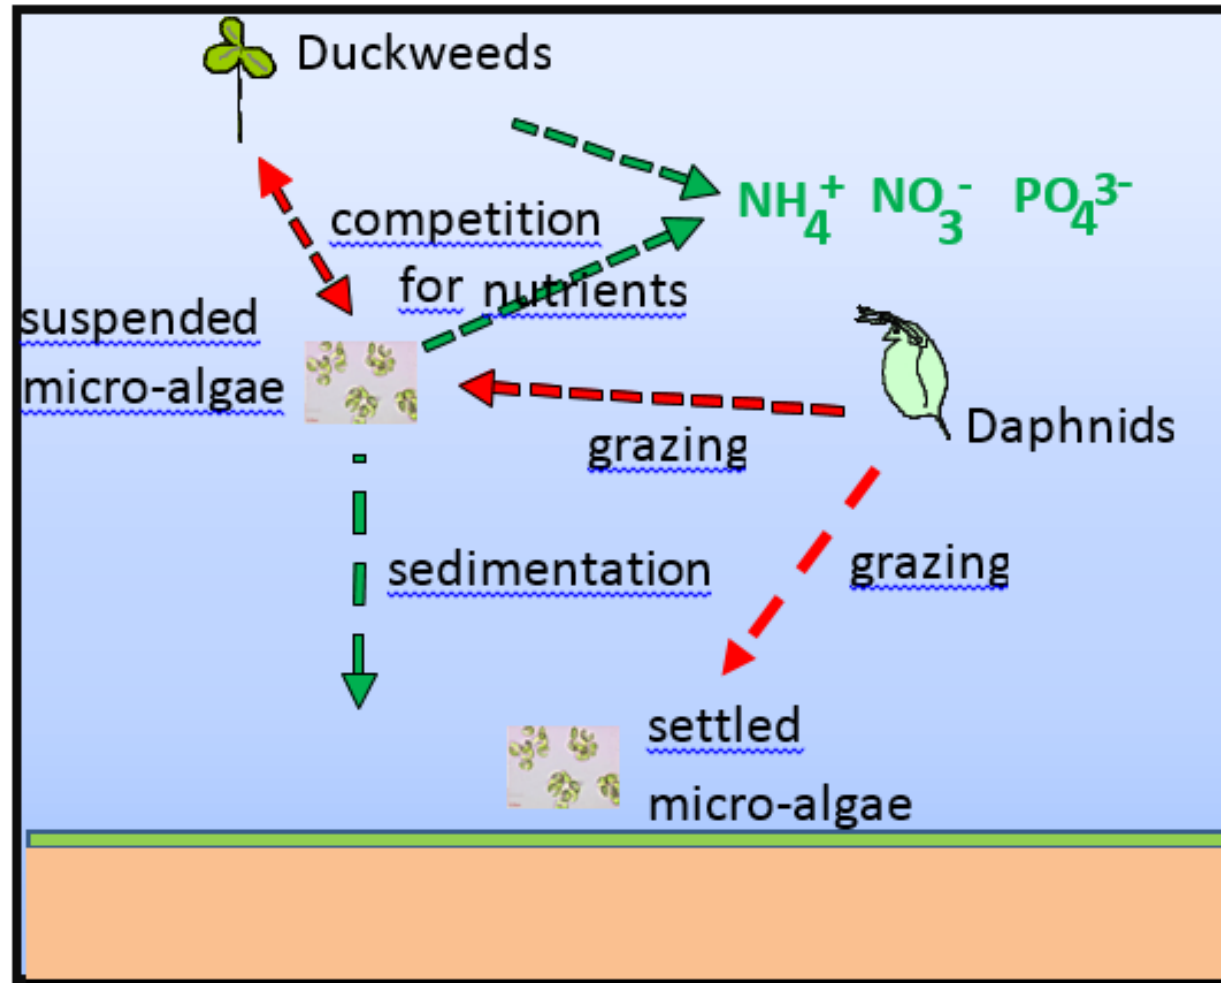 Duckweeds
NH₄⁺ NO₃⁻ PO₄³⁻
competition
for nutrients
suspended
micro-algae
grazing
Daphnids
sedimentation
grazing
settled
micro-algae